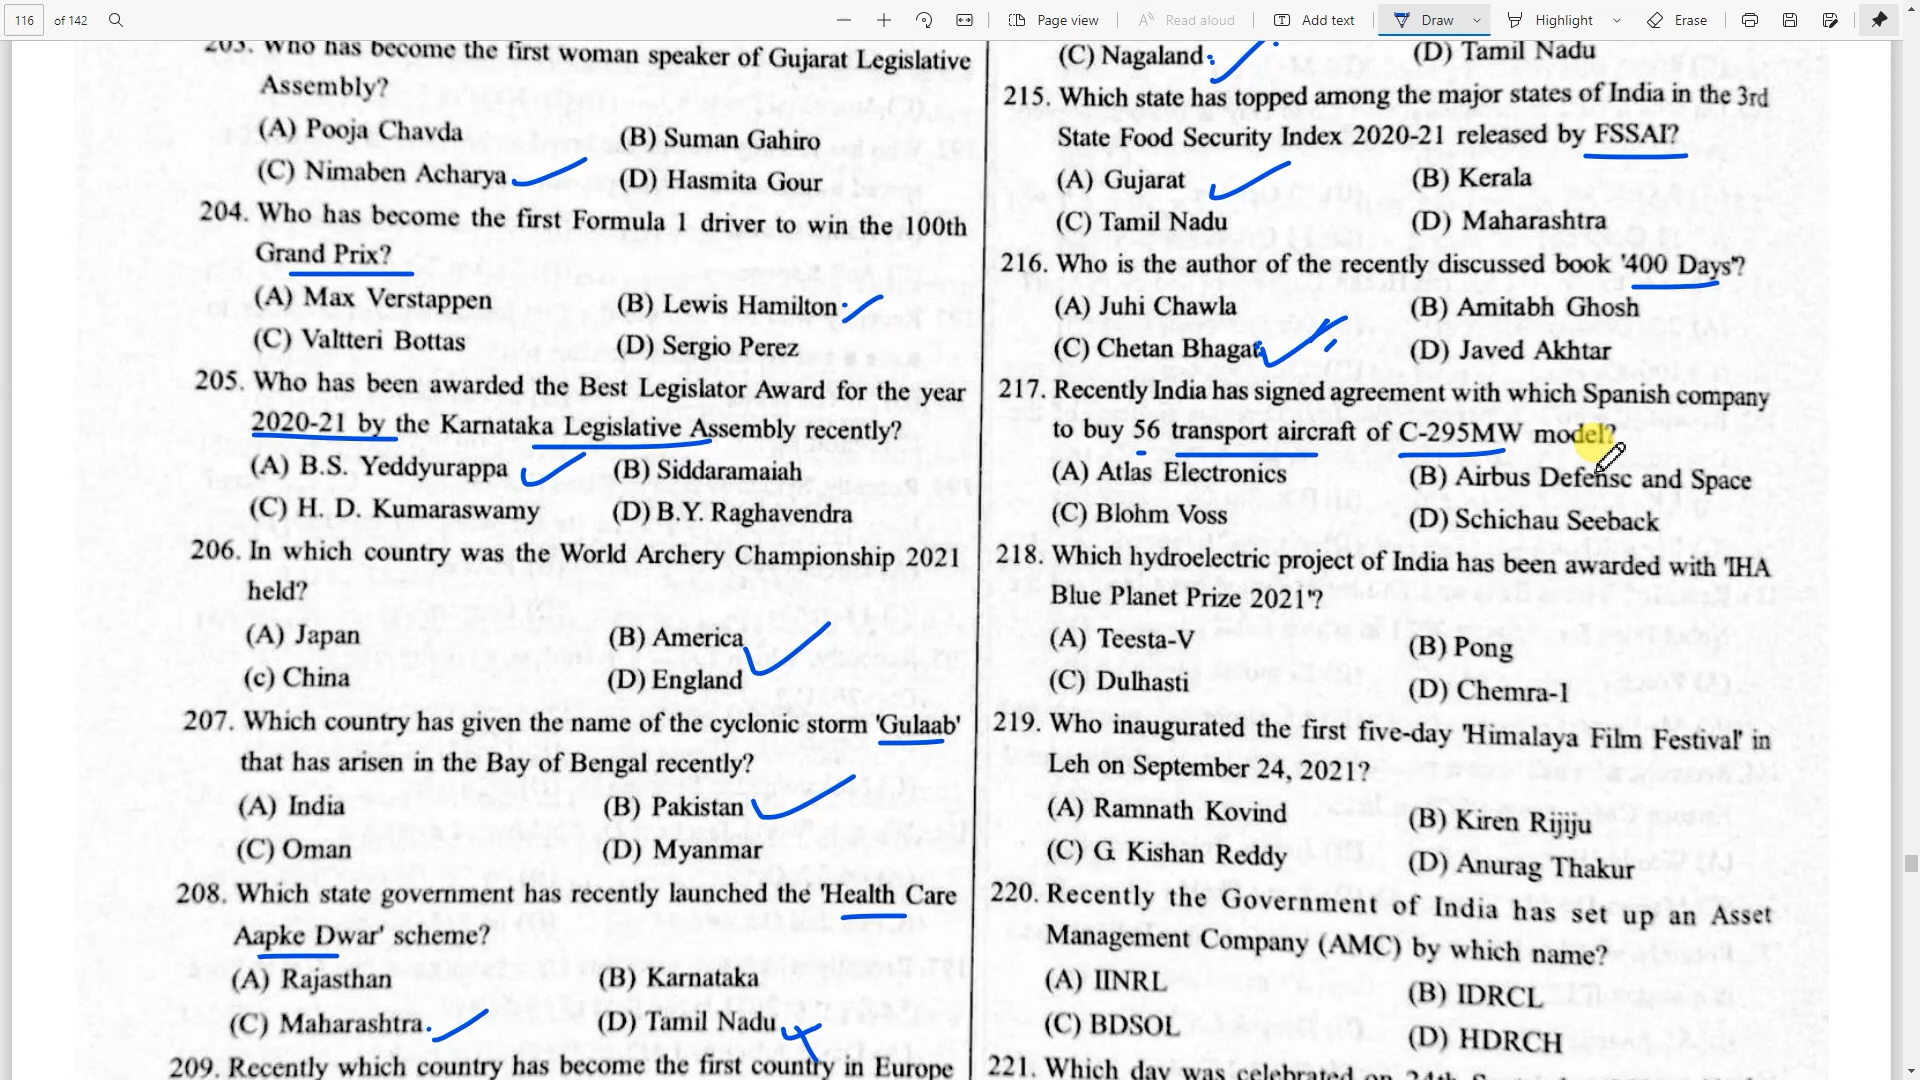 116 of 142
Page view
Read aloud
Add text
Draw
Highlight
Erase
203. Who has become the first woman speaker of Gujarat Legislative
Assembly?
(A) Pooja Chavda (B) Suman Gahiro
(C) Nimaben Acharya (D) Hasmita Gour
204. Who has become the first Formula 1 driver to win the 100th
Grand Prix?
(A) Max Verstappen (B) Lewis Hamilton
(C) Valtteri Bottas (D) Sergio Perez
205. Who has been awarded the Best Legislator Award for the year
2020-21 by the Karnataka Legislative Assembly recently?
(A) B.S. Yeddyurappa (B) Siddaramaiah
(C) H. D. Kumaraswamy (D) B.Y. Raghavendra
206. In which country was the World Archery Championship 2021
held?
(A) Japan (B) America
(c) China (D) England
207. Which country has given the name of the cyclonic storm 'Gulaab'
that has arisen in the Bay of Bengal recently?
(A) India (B) Pakistan
(C) Oman (D) Myanmar
208. Which state government has recently launched the 'Health Care
Aapke Dwar' scheme?
(A) Rajasthan (B) Karnataka
(C) Maharashtra (D) Tamil Nadu
209. Recently which country has become the first country in Europe
(C) Nagaland (D) Tamil Nadu
215. Which state has topped among the major states of India in the 3rd
State Food Security Index 2020-21 released by FSSAI?
(A) Gujarat (B) Kerala
(C) Tamil Nadu (D) Maharashtra
216. Who is the author of the recently discussed book '400 Days'?
(A) Juhi Chawla (B) Amitabh Ghosh
(C) Chetan Bhagat (D) Javed Akhtar
217. Recently India has signed agreement with which Spanish company
to buy 56 transport aircraft of C-295MW model?
(A) Atlas Electronics (B) Airbus Defensc and Space
(C) Blohm Voss (D) Schichau Seeback
218. Which hydroelectric project of India has been awarded with 'IHA
Blue Planet Prize 2021'?
(A) Teesta-V (B) Pong
(C) Dulhasti (D) Chemra-1
219. Who inaugurated the first five-day 'Himalaya Film Festival' in
Leh on September 24, 2021?
(A) Ramnath Kovind (B) Kiren Rijiju
(C) G. Kishan Reddy (D) Anurag Thakur
220. Recently the Government of India has set up an Asset
Management Company (AMC) by which name?
(A) IINRL (B) IDRCL
(C) BDSOL (D) HDRCH
221. Which day was celebrated on 24th